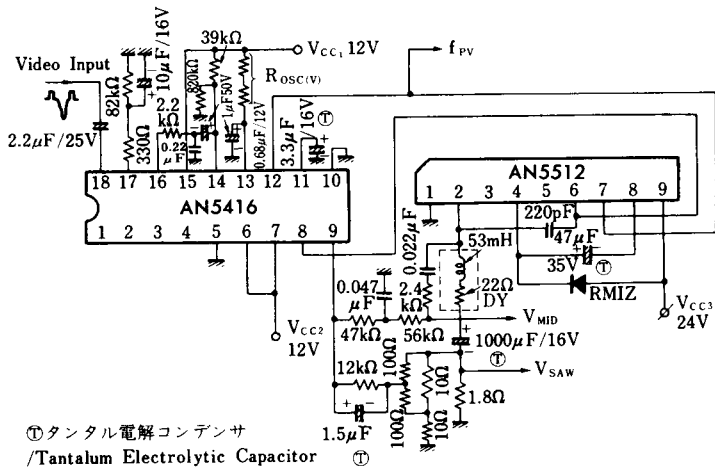 Video Input
2.2μF/25V
82kΩ
330Ω
10μF/16V
+
−
2.2
kΩ
0.22
μF
820kΩ
39kΩ
1μF50V
0.68μF/12V
R OSC(V)
3.3μF
/16V
Ⓣ
VCC1 12V
fPV
18 17 16 15 14 13 12 11 10
AN5416
1 2 3 4 5 6 7 8 9
VCC2
12V
AN5512
1 2 3 4 5 6 7 8 9
220pF
47μF
35V
Ⓣ
RMIZ
VCC3
24V
0.022μF
53mH
22Ω
DY
2.4
kΩ
0.047
μF
47kΩ
56kΩ
VMID
1000μF/16V
Ⓣ
VSAW
12kΩ
100Ω
100Ω
10Ω
10Ω
1.8Ω
1.5μF
Ⓣ
Ⓣタンタル電解コンデンサ
/Tantalum Electrolytic Capacitor